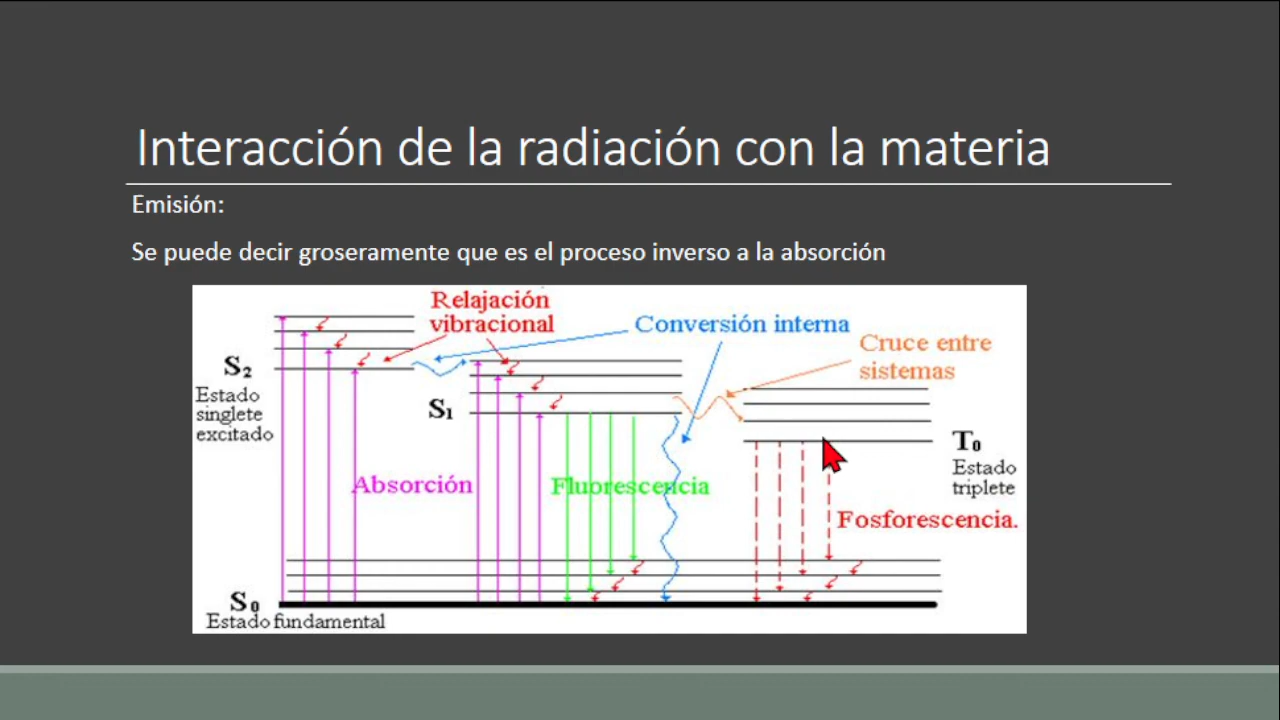 Interacción de la radiación con la materia
Emisión:
Se puede decir groseramente que es el proceso inverso a la absorción
Relajación
vibracional
Conversión interna
Cruce entre
sistemas
S₂
Estado
singlete
excitado
S₁
T₀
Estado
triplete
Absorción
Fluorescencia
Fosforescencia.
S₀
Estado fundamental